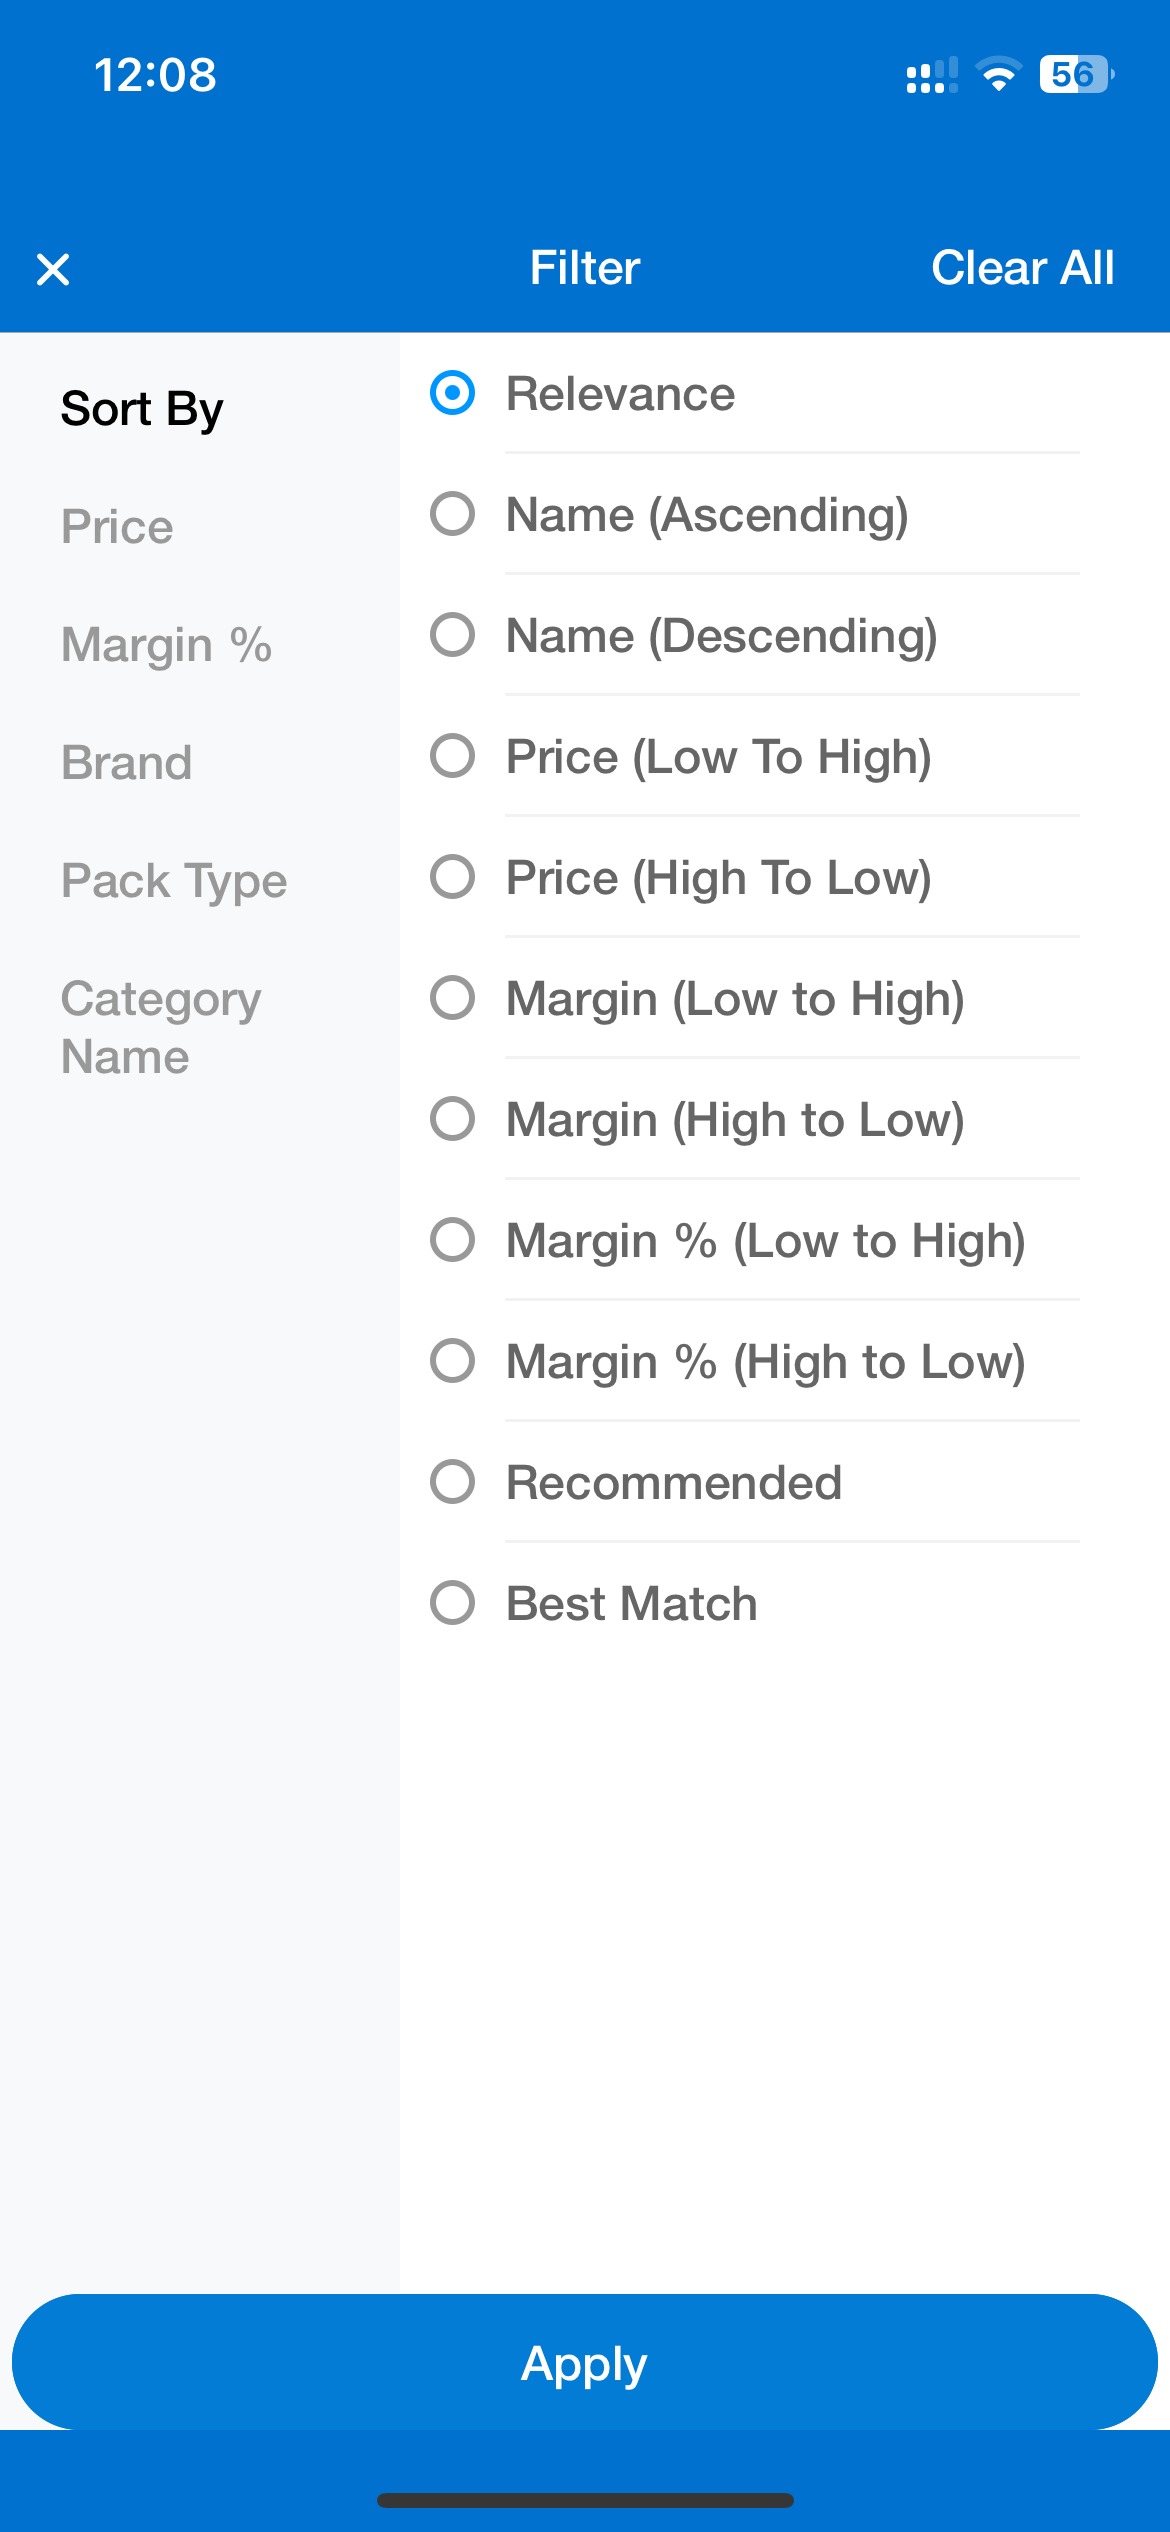 12:08
56
Filter
Clear All
Sort By
Price
Margin %
Brand
Pack Type
Category
Name
Relevance
Name (Ascending)
Name (Descending)
Price (Low To High)
Price (High To Low)
Margin (Low to High)
Margin (High to Low)
Margin % (Low to High)
Margin % (High to Low)
Recommended
Best Match
Apply